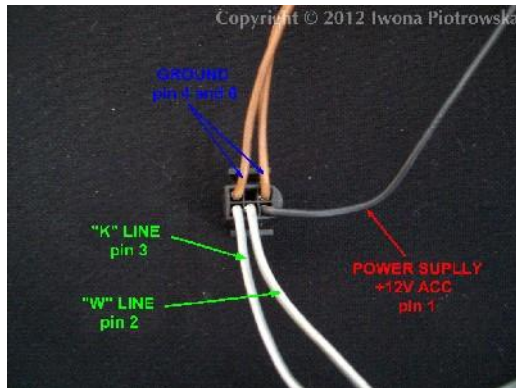 Copyright © 2012 Iwona Piotrowska
GROUND
pin 4 and 6
"K" LINE
pin 3
"W" LINE
pin 2
POWER SUPLLY
+12V ACC
pin 1